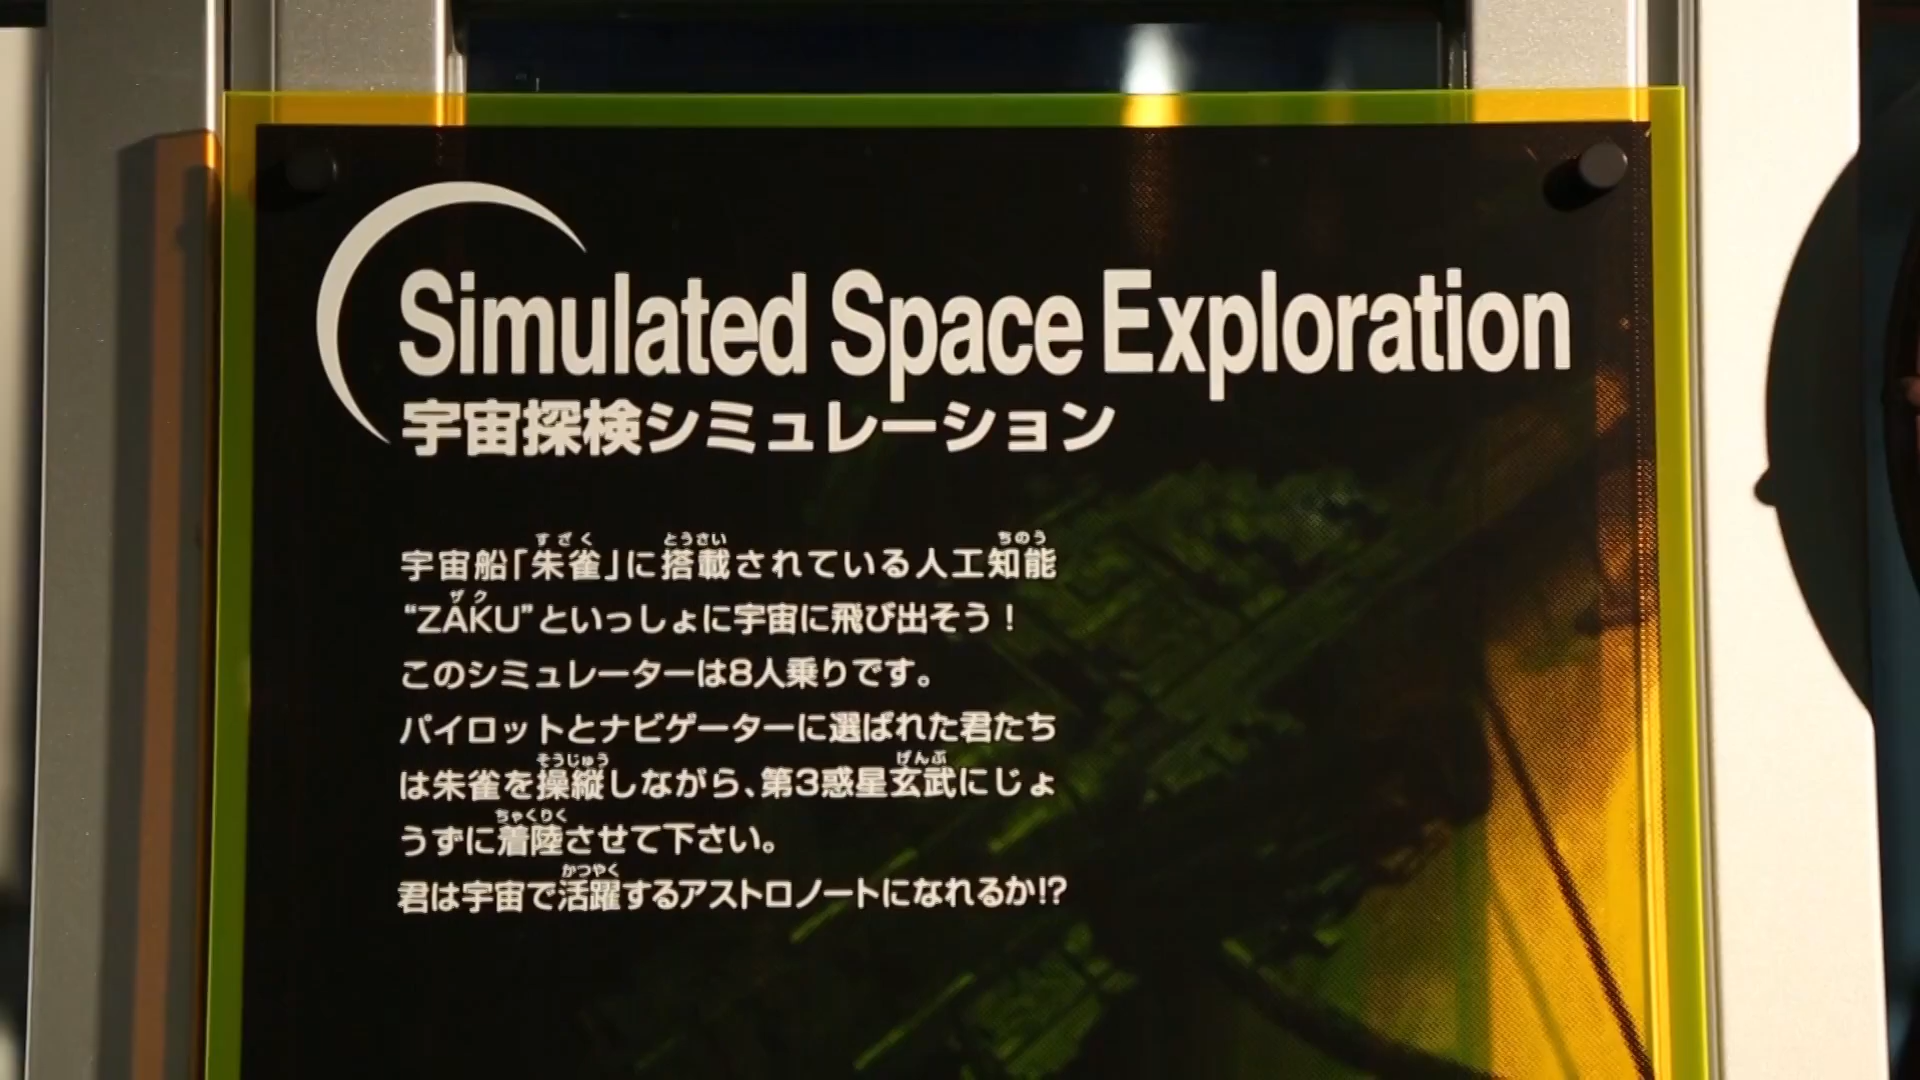 Simulated Space Exploration
宇宙探検シミュレーション
すざく とうさい ちのう
宇宙船「朱雀」に搭載されている人工知能
ザク
“ZAKU”といっしょに宇宙に飛び出そう！
このシミュレーターは8人乗りです。
パイロットとナビゲーターに選ばれた君たち
そうじゅう げんぶ
は朱雀を操縦しながら、第3惑星玄武にじょ
ちゃくりく
うずに着陸させて下さい。
かつやく
君は宇宙で活躍するアストロノートになれるか!?